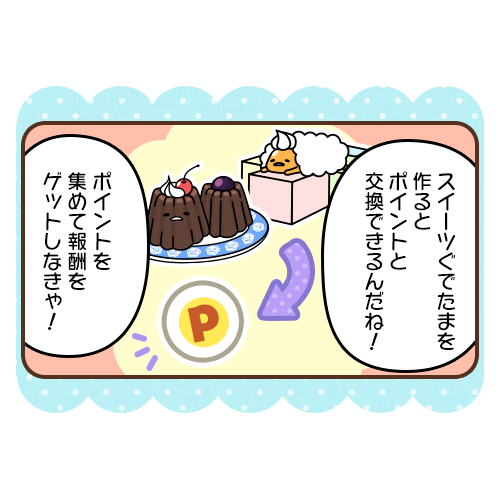 スイーツぐでたまを
作ると
ポイントと
交換できるんだね！
ポイントを
集めて報酬を
ゲットしなきゃ！
P